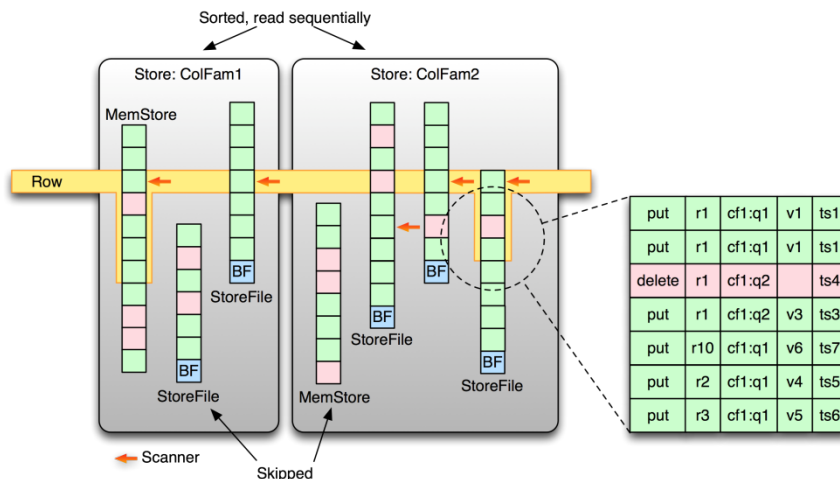 Sorted, read sequentially
Store: ColFam1
Store: ColFam2
MemStore
Row
BF
StoreFile
BF
StoreFile
BF
StoreFile
BF
BF
StoreFile
MemStore
Scanner
Skipped
put r1 cf1:q1 v1 ts1
put r1 cf1:q1 v1 ts1
delete r1 cf1:q2 ts4
put r1 cf1:q2 v3 ts3
put r10 cf1:q1 v6 ts7
put r2 cf1:q1 v4 ts5
put r3 cf1:q1 v5 ts6